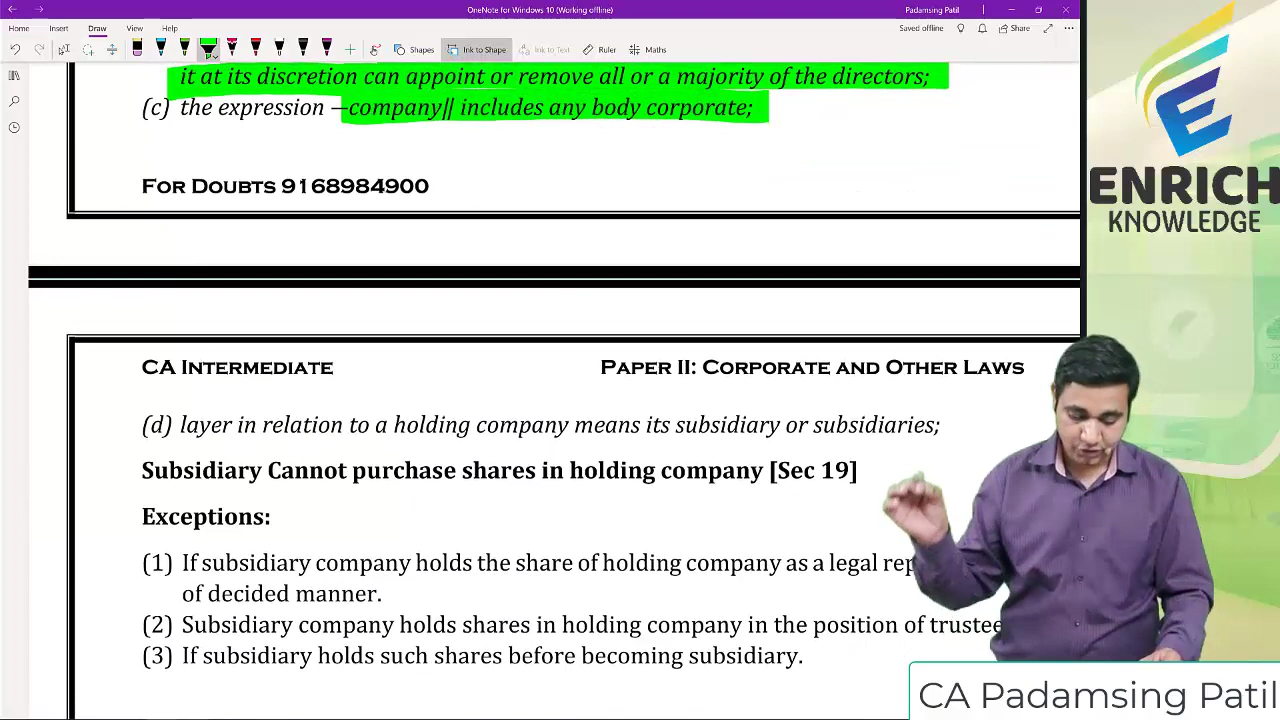 OneNote for Windows 10 (Working offline)
Padamsing Patil
Home Insert Draw View Help
Saved offline Share
Shapes Ink to Shape Ink to Text Ruler Maths
it at its discretion can appoint or remove all or a majority of the directors;
(c) the expression ―company‖ includes any body corporate;
For Doubts 9168984900
ENRICH
KNOWLEDGE
CA Intermediate Paper II: Corporate and Other Laws
(d) layer in relation to a holding company means its subsidiary or subsidiaries;
Subsidiary Cannot purchase shares in holding company [Sec 19]
Exceptions:
(1) If subsidiary company holds the share of holding company as a legal
of decided manner.
(2) Subsidiary company holds shares in holding company in the position of trustee
(3) If subsidiary holds such shares before becoming subsidiary.
CA Padamsing Patil